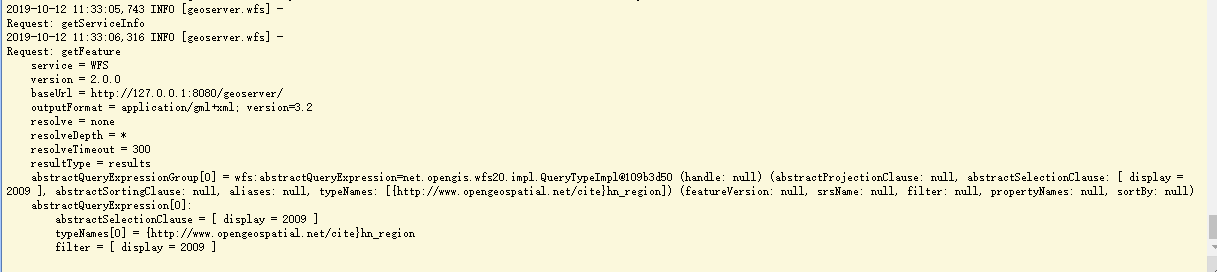 2019-10-12 11:33:05,743 INFO [geoserver.wfs] -
Request: getServiceInfo
2019-10-12 11:33:06,316 INFO [geoserver.wfs] -
Request: getFeature
service = WFS
version = 2.0.0
baseUrl = http://127.0.0.1:8080/geoserver/
outputFormat = application/gml+xml; version=3.2
resolve = none
resolveDepth = *
resolveTimeout = 300
resultType = results
abstractQueryExpressionGroup[0] = wfs:abstractQueryExpression=net.opengis.wfs20.impl.QueryTypeImpl@109b3d50 (handle: null) (abstractProjectionClause: null, abstractSelectionClause: [ display =
2009 ], abstractSortingClause: null, aliases: null, typeNames: [{http://www.opengeospatial.net/cite}hn_region]) (featureVersion: null, srsName: null, filter: null, propertyNames: null, sortBy: null)
abstractQueryExpression[0]:
abstractSelectionClause = [ display = 2009 ]
typeNames[0] = {http://www.opengeospatial.net/cite}hn_region
filter = [ display = 2009 ]